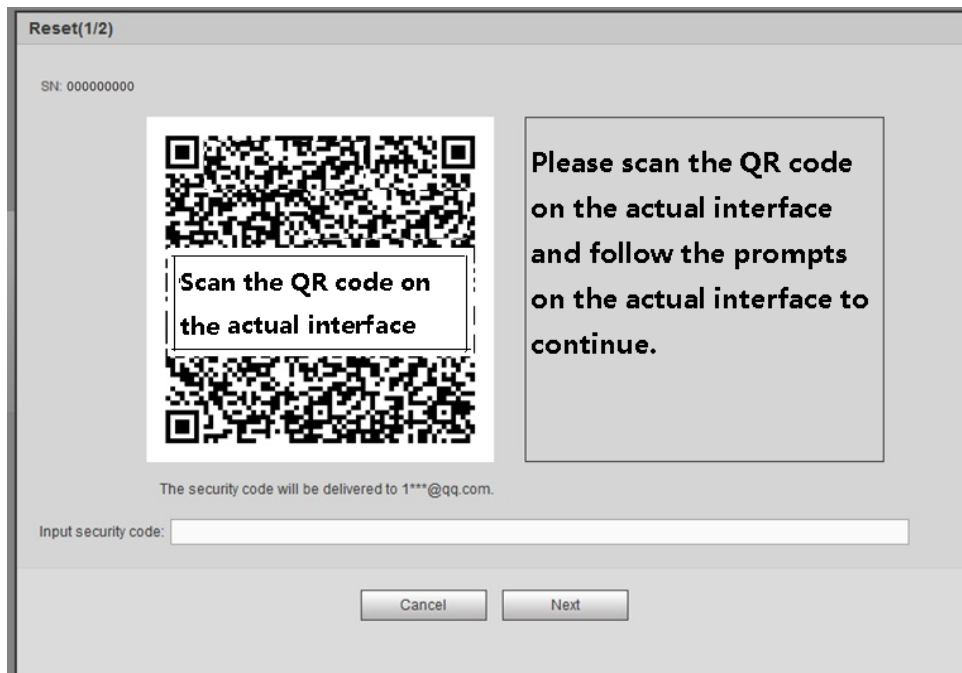 Reset(1/2)
SN: 000000000
Scan the QR code on
the actual interface
Please scan the QR code
on the actual interface
and follow the prompts
on the actual interface to
continue.
The security code will be delivered to 1***@qq.com.
Input security code:
Cancel
Next